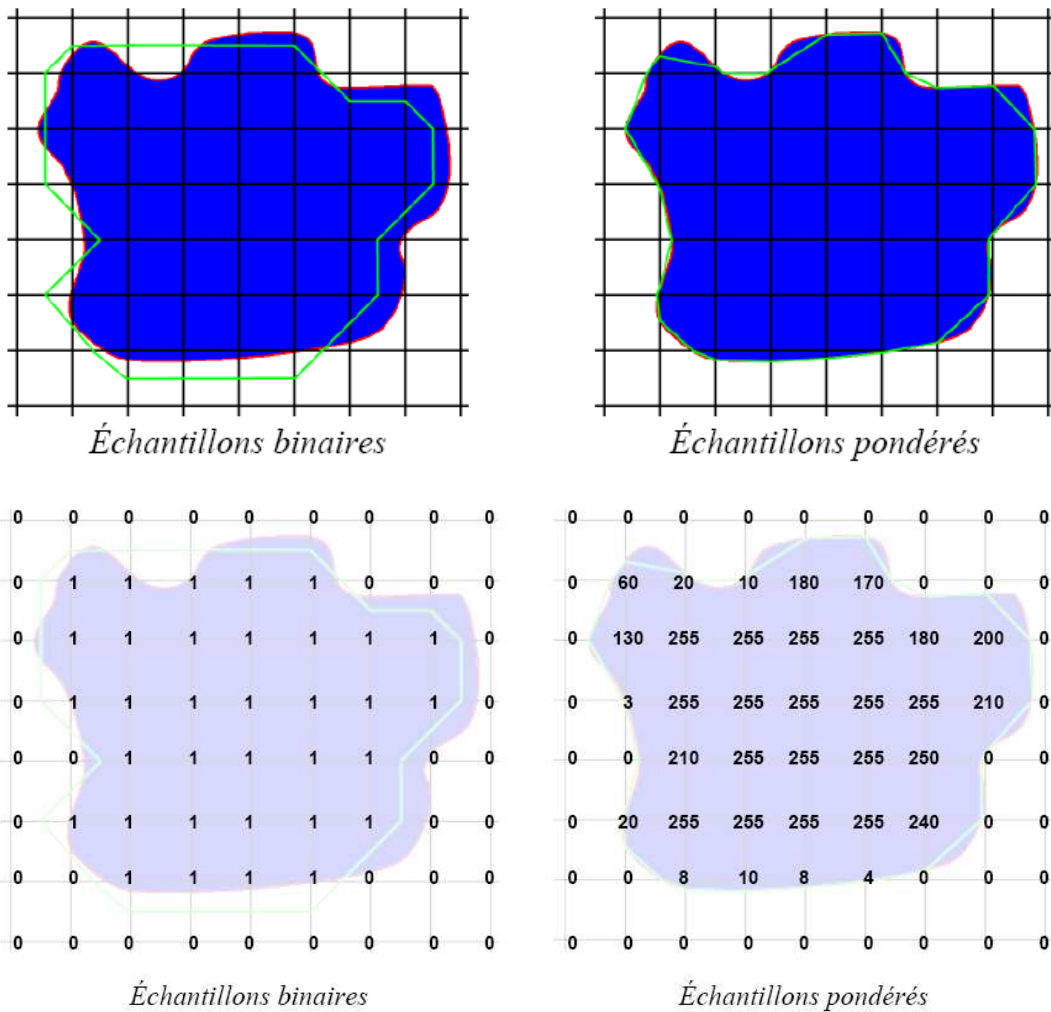 Échantillons binaires Échantillons pondérés
0 0 0 0 0 0 0 0 0 0 0 0 0 0 0 0 0 0
0 1 1 1 1 1 0 0 0 0 60 20 10 180 170 0 0 0
0 1 1 1 1 1 1 1 0 0 130 255 255 255 255 180 200 0
0 1 1 1 1 1 1 1 0 0 3 255 255 255 255 255 210 0
0 0 1 1 1 1 1 0 0 0 0 210 255 255 255 250 0 0
0 1 1 1 1 1 1 0 0 0 20 255 255 255 255 240 0 0
0 0 1 1 1 1 0 0 0 0 0 8 10 8 4 0 0 0
0 0 0 0 0 0 0 0 0 0 0 0 0 0 0 0 0 0
Échantillons binaires Échantillons pondérés